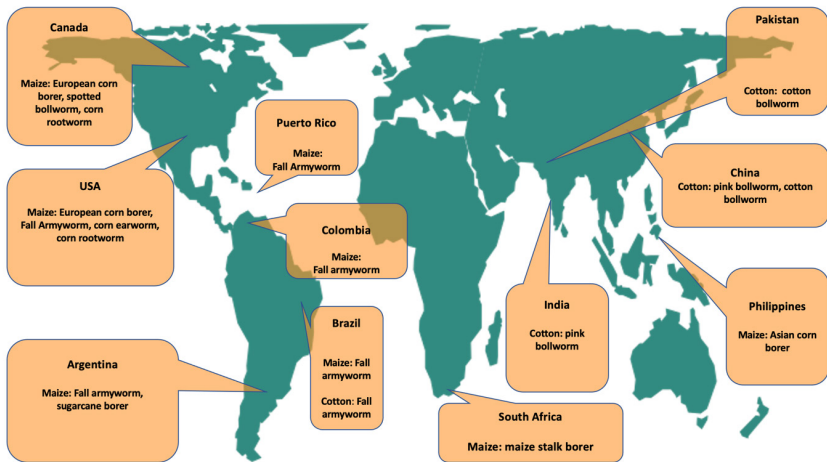 Canada
Maize: European corn
borer, spotted
bollworm, corn
rootworm
Pakistan
Cotton: cotton
bollworm
Puerto Rico
Maize:
Fall Armyworm
China
Cotton: pink bollworm, cotton
bollworm
USA
Maize: European corn borer,
Fall Armyworm, corn earworm,
corn rootworm
Colombia
Maize:
Fall armyworm
India
Cotton: pink
bollworm
Philippines
Maize: Asian corn
borer
Brazil
Maize: Fall
armyworm
Cotton: Fall
armyworm
Argentina
Maize: Fall armyworm,
sugarcane borer
South Africa
Maize: maize stalk borer